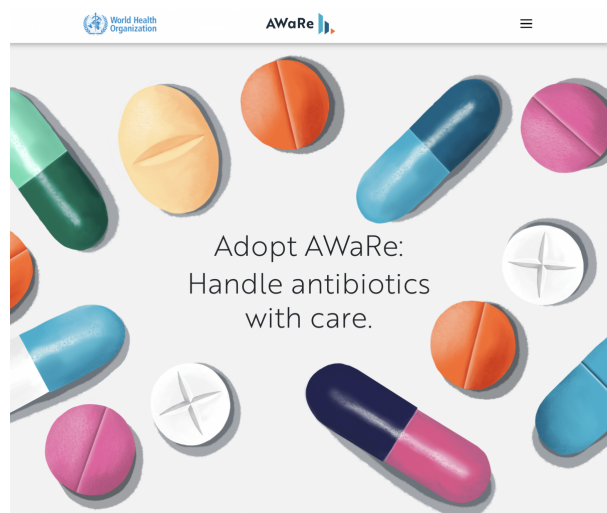 World Health
Organization
AWaRe
Adopt AWaRe:
Handle antibiotics
with care.